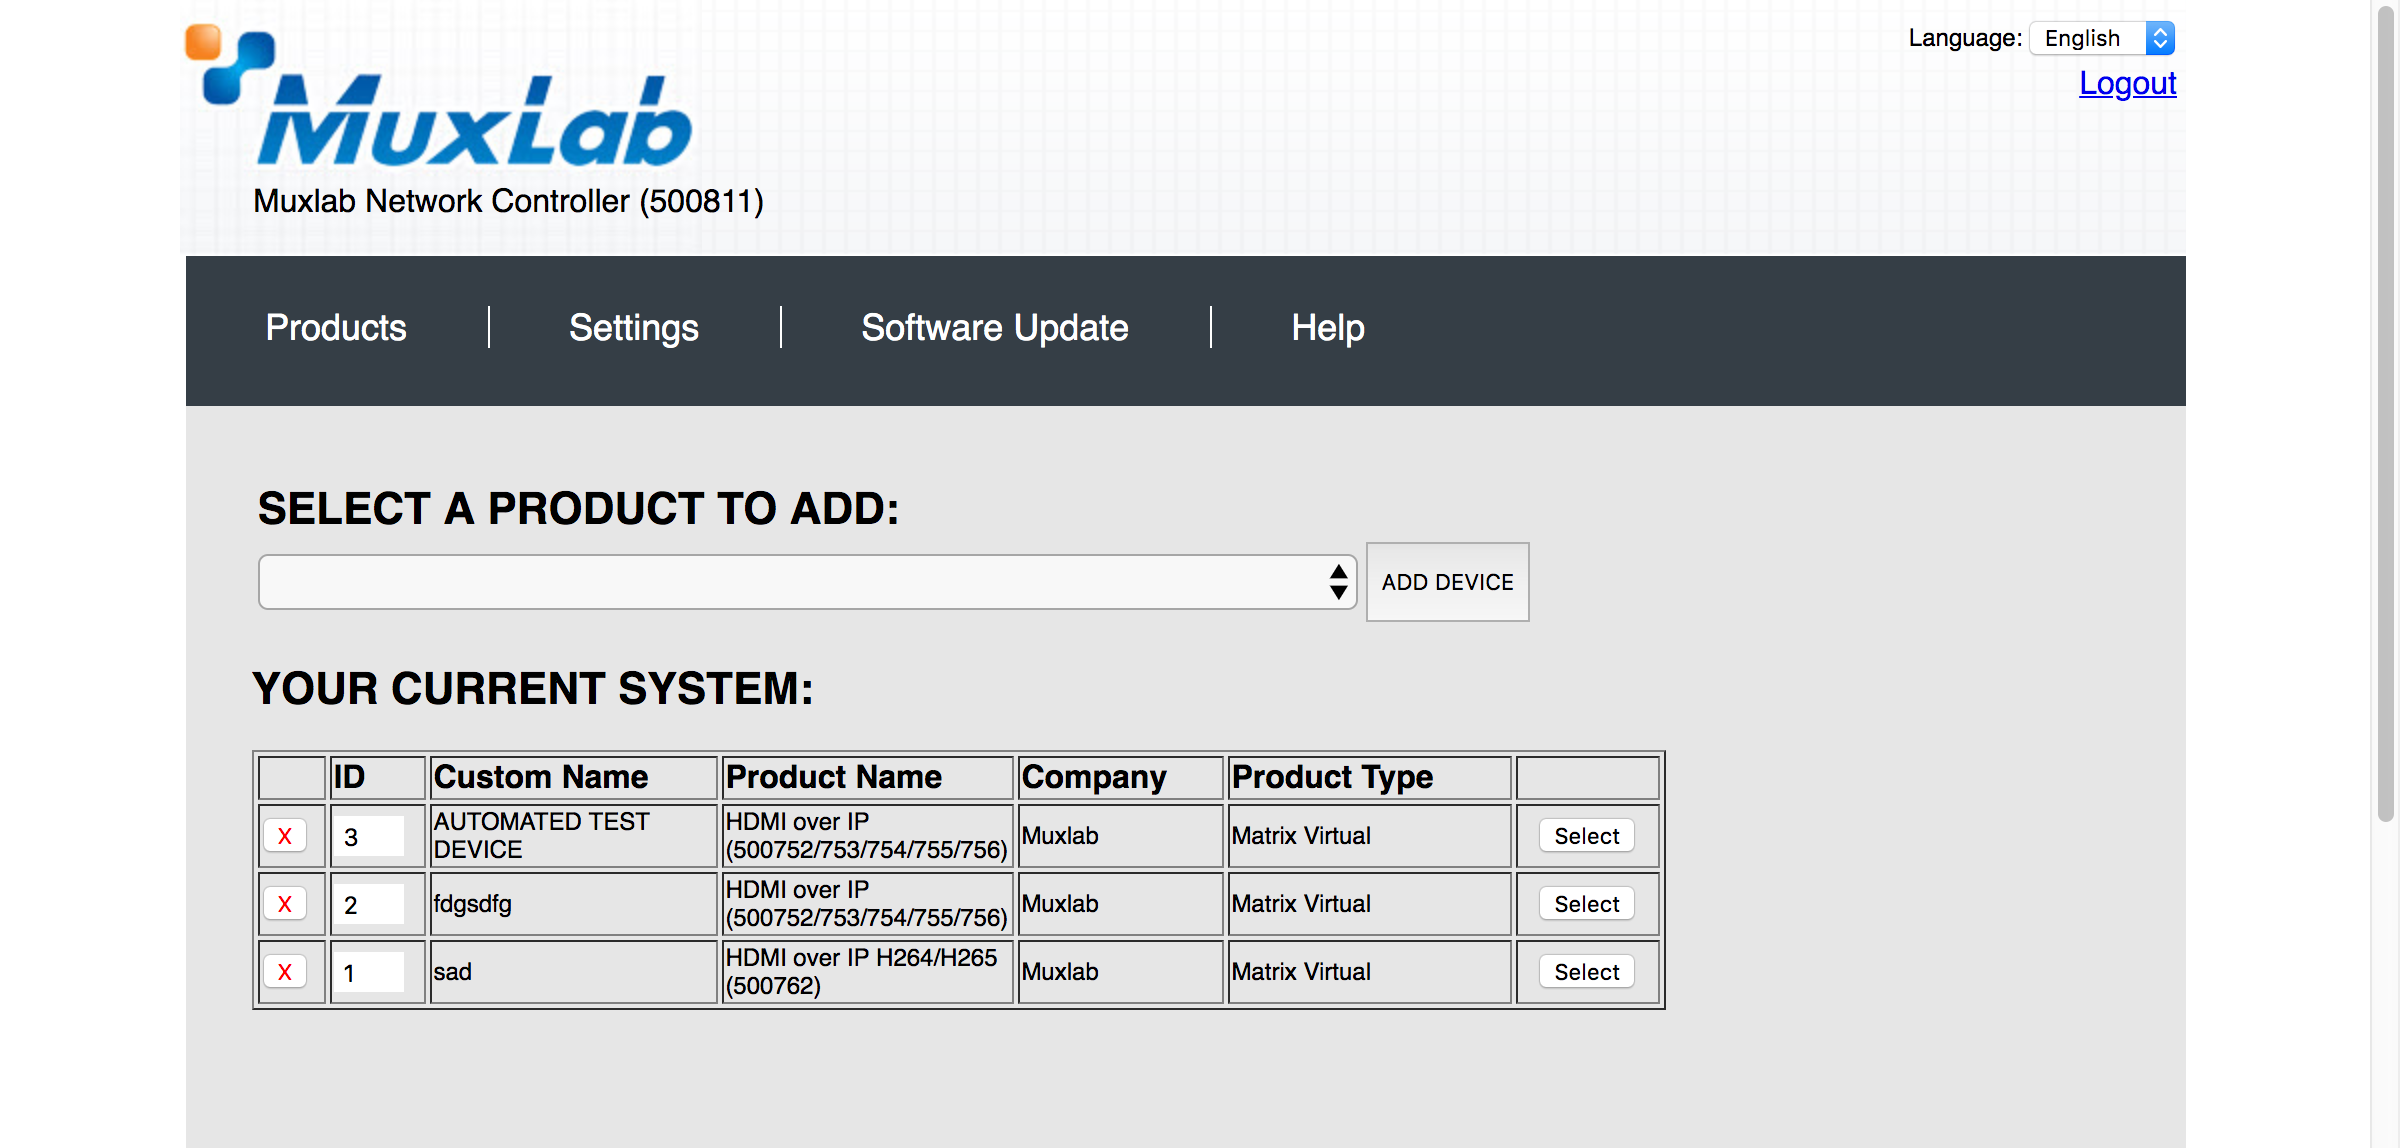 MuxLab
Language: English
Logout
Muxlab Network Controller (500811)
Products | Settings | Software Update | Help
SELECT A PRODUCT TO ADD:
ADD DEVICE
YOUR CURRENT SYSTEM:
ID Custom Name Product Name Company Product Type
X 3 AUTOMATED TEST DEVICE HDMI over IP (500752/753/754/755/756) Muxlab Matrix Virtual Select
X 2 fdgsdfg HDMI over IP (500752/753/754/755/756) Muxlab Matrix Virtual Select
X 1 sad HDMI over IP H264/H265 (500762) Muxlab Matrix Virtual Select